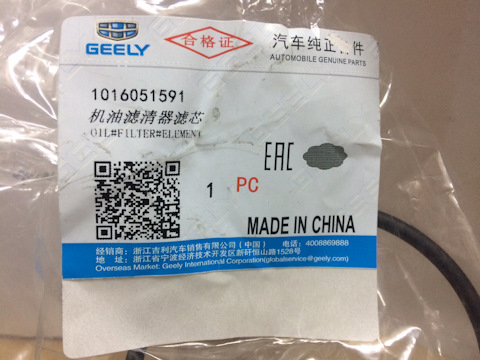 GEELY
合格证
汽车纯正件
AUTOMOBILE GENUINE PARTS
1016051591
机油滤清器滤芯
OIL#FILTER#ELEMENT
EAC
1 PC
MADE IN CHINA
经销商: 浙江吉利汽车销售有限公司 (中国) 电话: 4008869888
地 址: 浙江省宁波经济技术开发区新矸恒山路1528号
Overseas Market: Geely International Corporation(globalservice@geely.com)